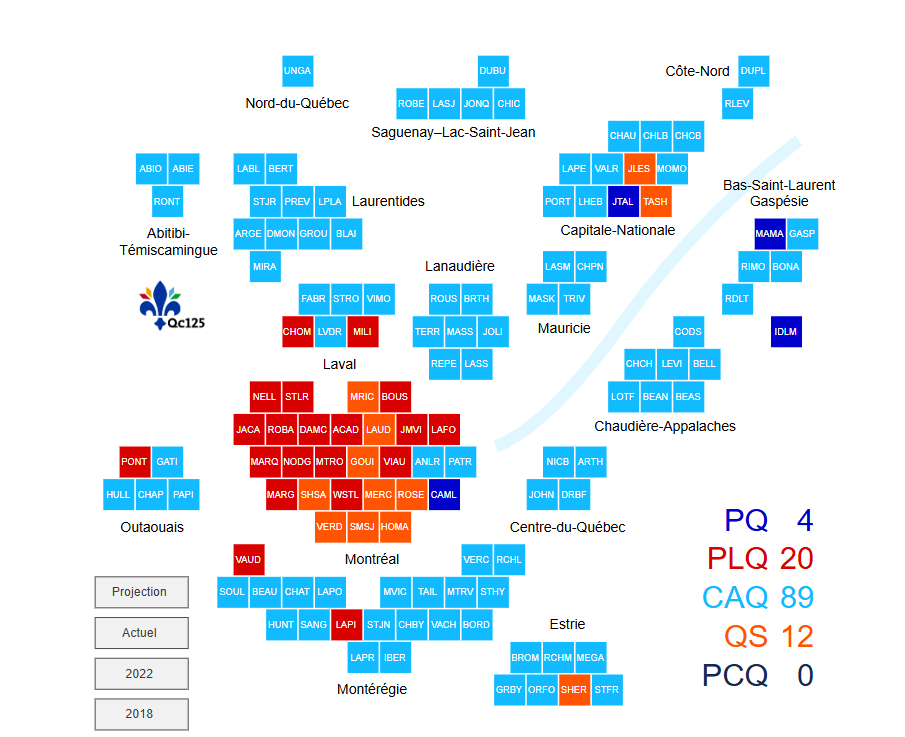 UNGA
DUBU
Côte-Nord
DUPL
Nord-du-Québec
ROBE LASJ JONQ CHIC
RLEV
Saguenay–Lac-Saint-Jean
CHAU CHLB CHCB
ABIO ABIE
LABL BERT
LAPE VALR JLES MOMO
Bas-Saint-Laurent
Gaspésie
RONT
STJR PREV LPLA
Laurentides
PORT LHEB JTAL TASH
Abitibi-
Témiscamingue
ARGE DMON GROU BLAI
Capitale-Nationale
MAMA GASP
MIRA
Lanaudière
LASM CHPN
RIMO BONA
Qc125
FABR STRO VIMO
ROUS BRTH
MASK TRIV
RDLT
CHOM LVDR MILI
TERR MASS JOLI
Mauricie
CODS
IDLM
Laval
REPE LASS
CHCH LEVI BELL
NELL STLR
MRIC BOUS
LOTF BEAN BEAS
JACA ROBA DAMC ACAD LAUD JMVI LAFO
Chaudière-Appalaches
PONT GATI
MARQ NODG MTRO GOUI VIAU ANLR PATR
NICB ARTH
HULL CHAP PAPI
MARG SHSA WSTL MERC ROSE CAML
JOHN DRBF
Outaouais
VERD SMSJ HOMA
Centre-du-Québec
PQ 4
Montréal
PLQ 20
VAUD
VERC RCHL
Projection
SOUL BEAU CHAT LAPO
MVIC TAIL MTRV STHY
CAQ 89
Actuel
HUNT SANG LAPI STJN CHBY VACH BORD
Estrie
QS 12
LAPR IBER
BROM RCHM MEGA
2022
Montérégie
GRBY ORFO SHER STFR
PCQ 0
2018